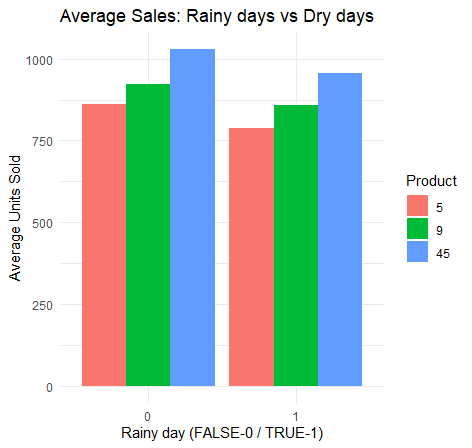 Average Sales: Rainy days vs Dry days
Average Units Sold
1000
750
500
250
0
0 1
Rainy day (FALSE-0 / TRUE-1)
Product
5
9
45